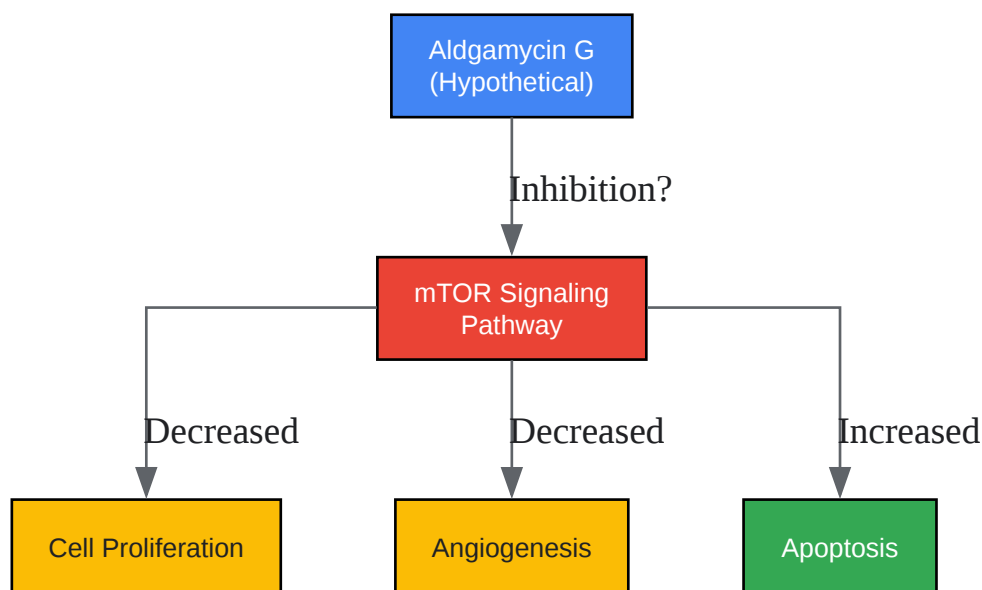 Aldgamycin G
(Hypothetical)
Inhibition?
mTOR Signaling
Pathway
Decreased
Decreased
Increased
Cell Proliferation
Angiogenesis
Apoptosis